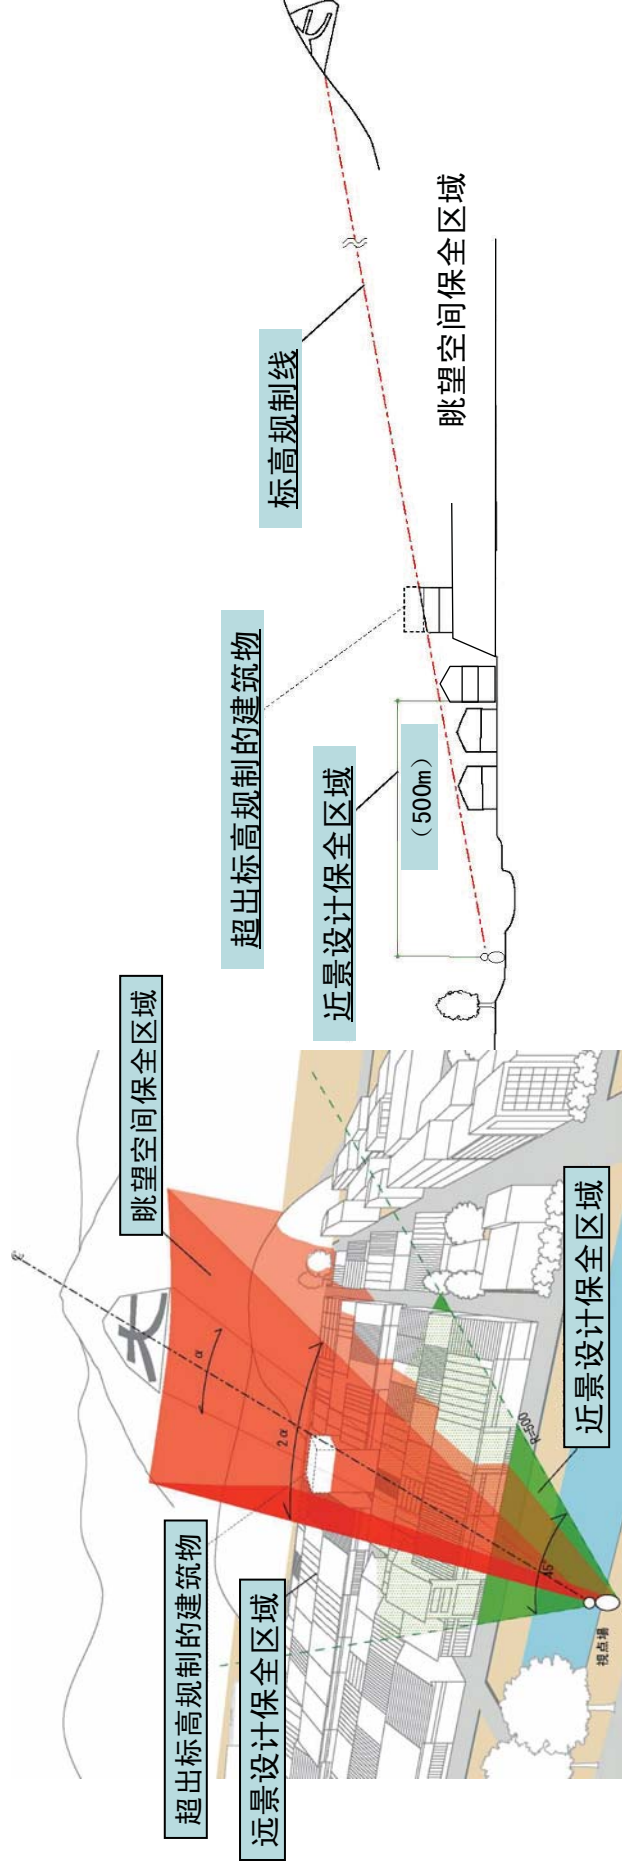 超出标高规制的建筑物
远景设计保全区域
眺望空间保全区域
近景设计保全区域
α
2α
45°
R=500
視点場
超出标高规制的建筑物
标高规制线
近景设计保全区域
（500m）
眺望空间保全区域